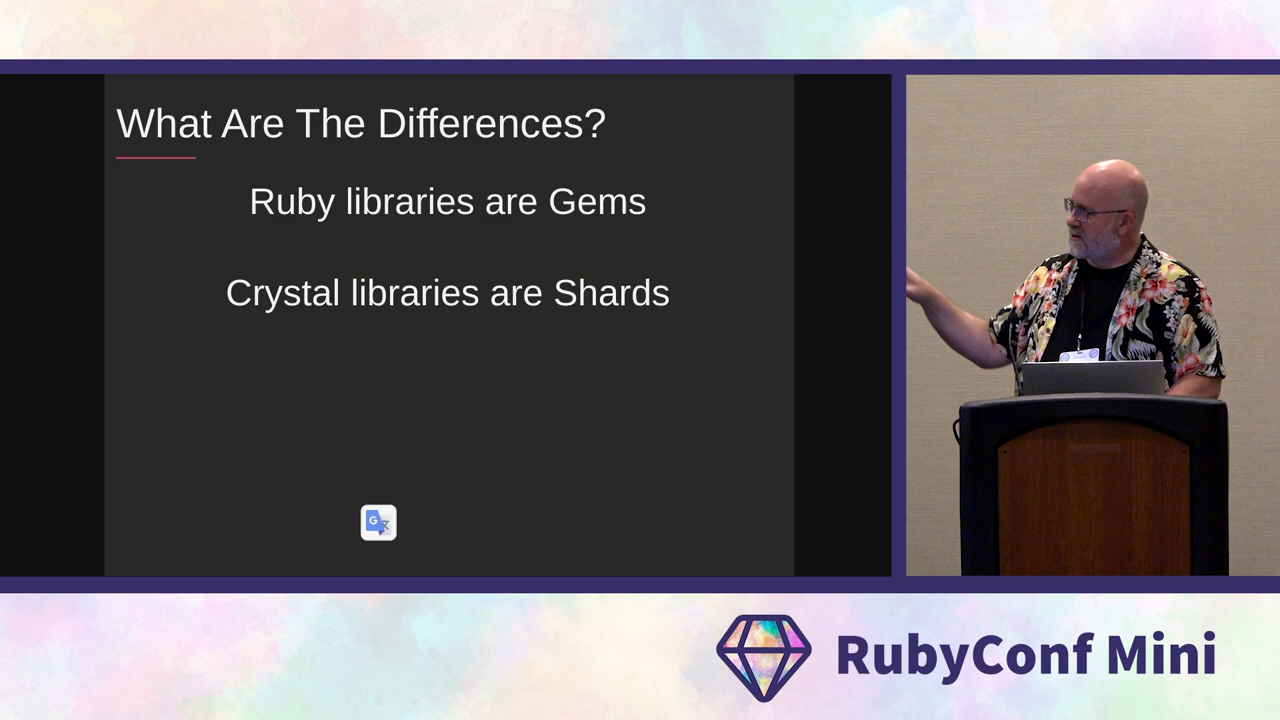 What Are The Differences?
Ruby libraries are Gems
Crystal libraries are Shards
G
RubyConf Mini